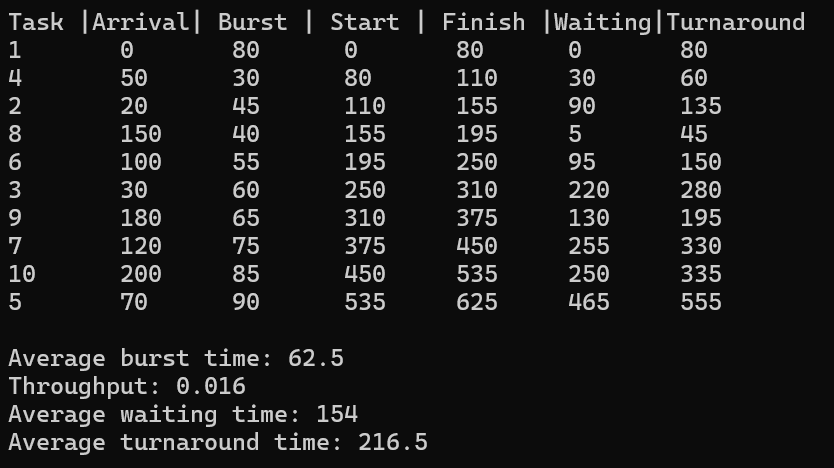 Task |Arrival| Burst | Start | Finish |Waiting|Turnaround
1 0 80 0 80 0 80
4 50 30 80 110 30 60
2 20 45 110 155 90 135
8 150 40 155 195 5 45
6 100 55 195 250 95 150
3 30 60 250 310 220 280
9 180 65 310 375 130 195
7 120 75 375 450 255 330
10 200 85 450 535 250 335
5 70 90 535 625 465 555
Average burst time: 62.5
Throughput: 0.016
Average waiting time: 154
Average turnaround time: 216.5